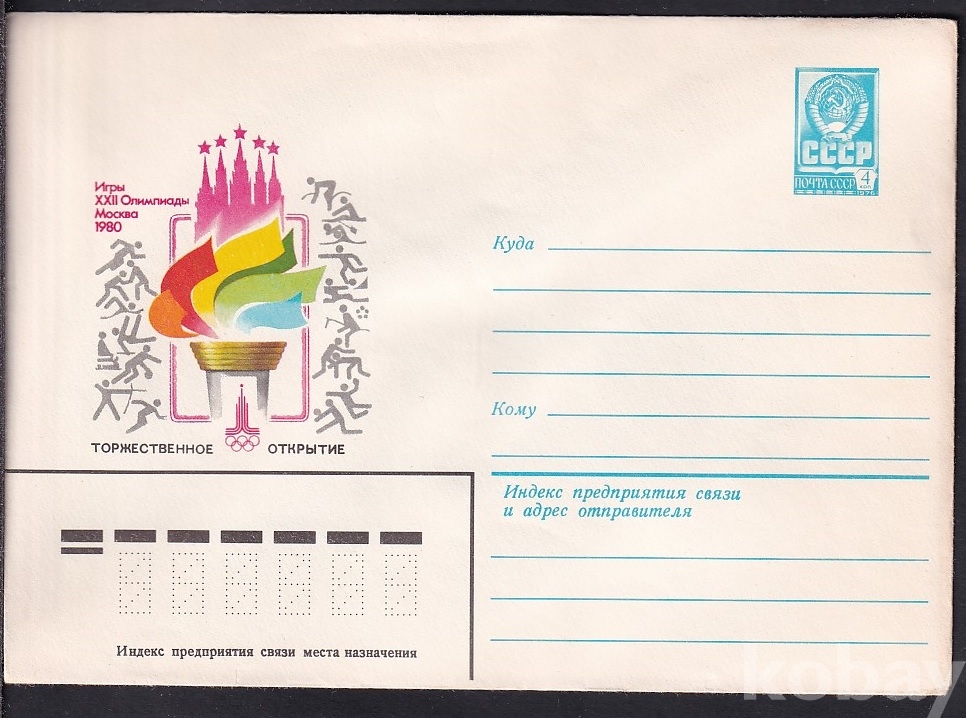 Игры
XXII Олимпиады
Москва
1980
ТОРЖЕСТВЕННОЕ ОТКРЫТИЕ
СССР
ПОЧТА СССР 4 коп
1976
Куда
Кому
Индекс предприятия связи
и адрес отправителя
Индекс предприятия связи места назначения
kobay